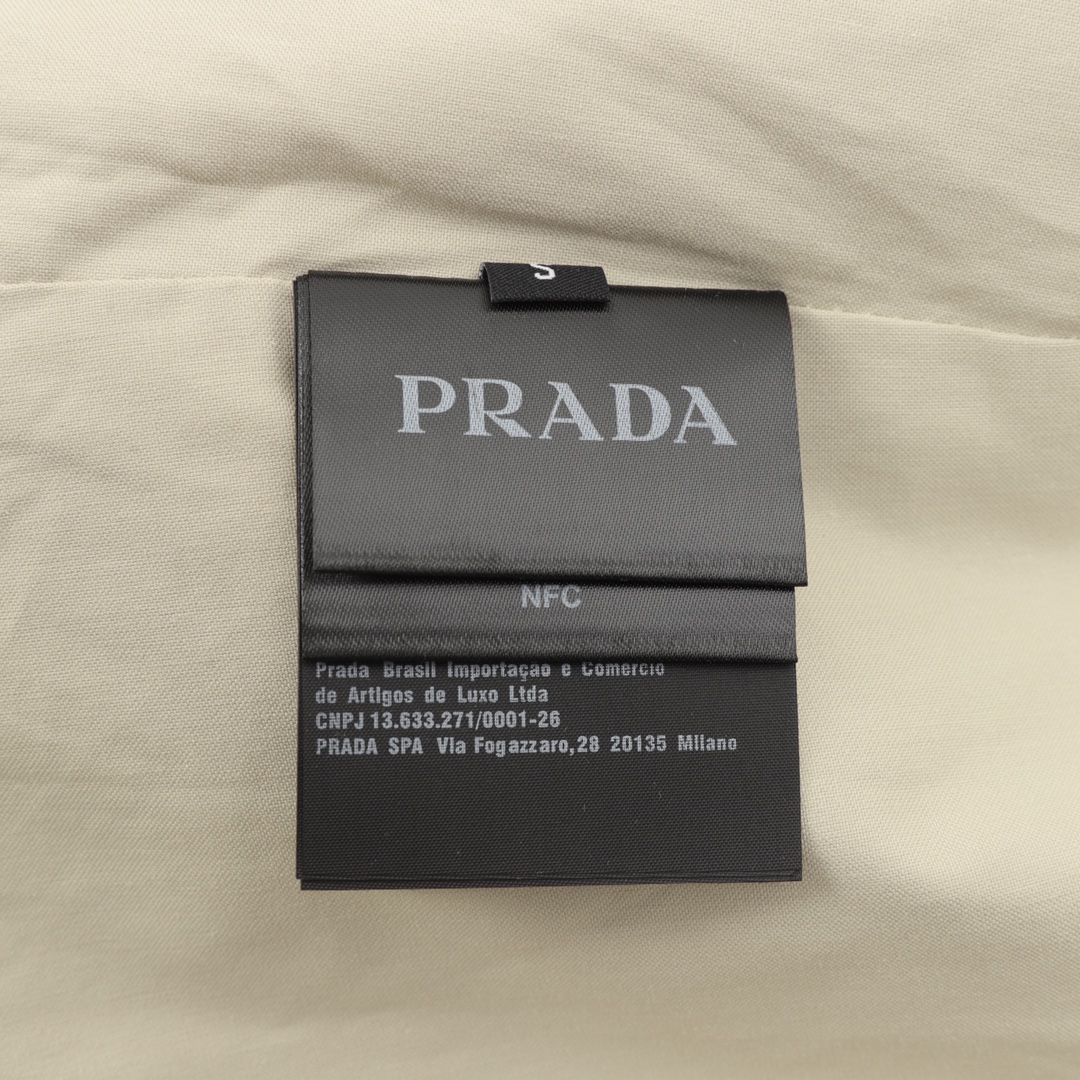 S
PRADA
NFC
Prada Brasil Importação e Comercio
de Artigos de Luxo Ltda
CNPJ 13.633.271/0001-26
PRADA SPA Via Fogazzaro,28 20135 Milano